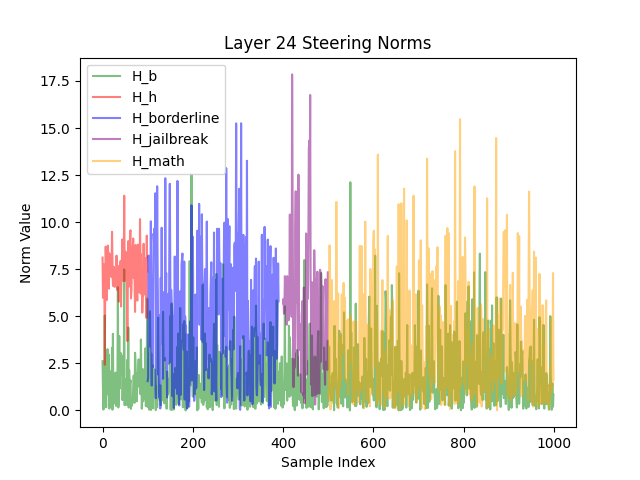 Layer 24 Steering Norms
H_b
H_h
H_borderline
H_jailbreak
H_math
Norm Value
17.5
15.0
12.5
10.0
7.5
5.0
2.5
0.0
0
200
400
600
800
1000
Sample Index